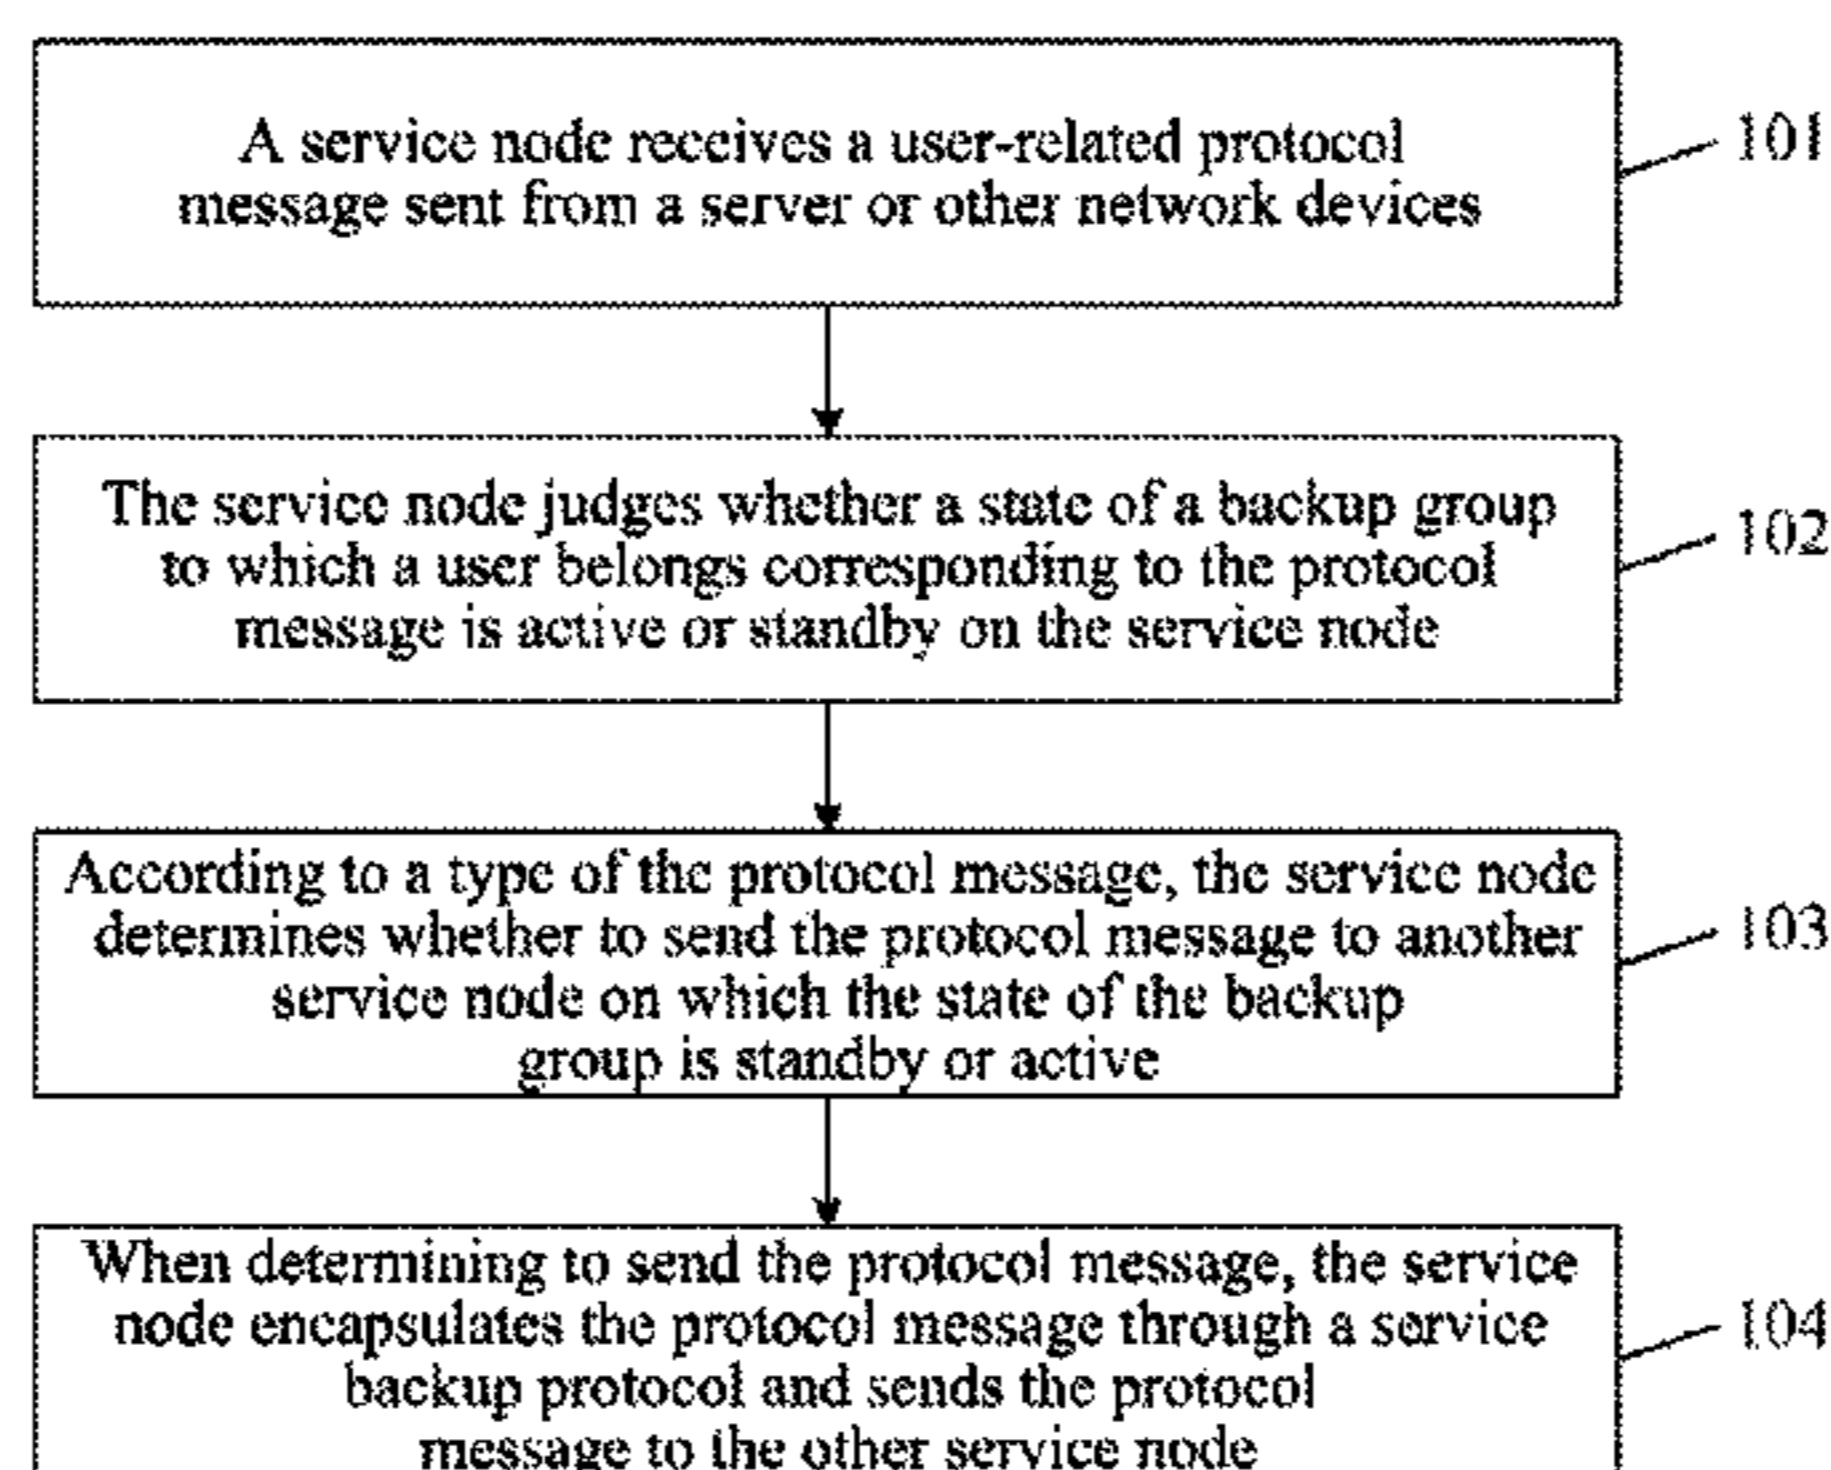 A service node receives a user-related protocol
message sent from a server or other network devices
101
The service node judges whether a state of a backup group
to which a user belongs corresponding to the protocol
message is active or standby on the service node
102
According to a type of the protocol message, the service node
determines whether to send the protocol message to another
service node on which the state of the backup
group is standby or active
103
When determining to send the protocol message, the service
node encapsulates the protocol message through a service
backup protocol and sends the protocol
message to the other service node
104